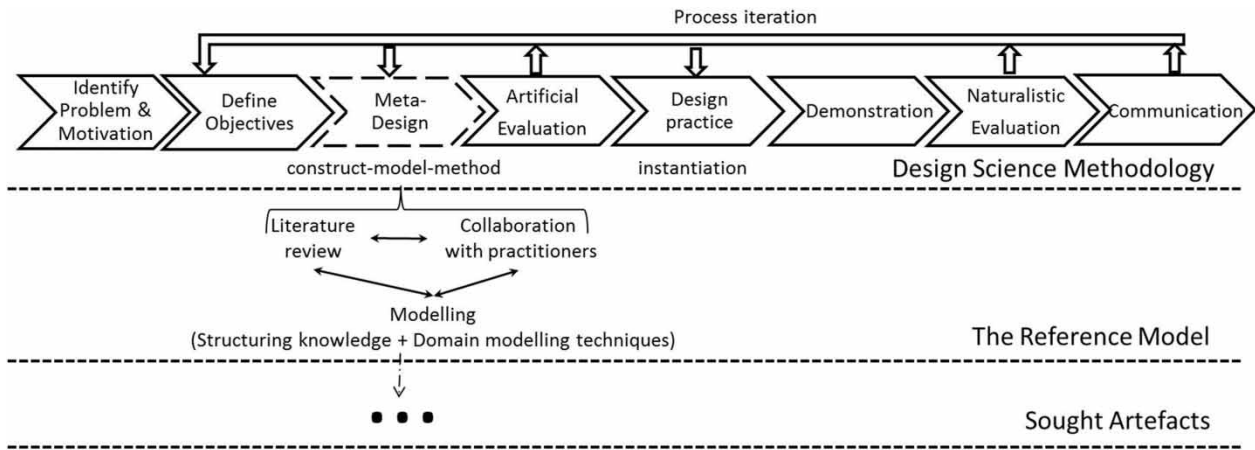 Process iteration
Identify
Problem &
Motivation
Define
Objectives
Meta-
Design
Artificial
Evaluation
Design
practice
Demonstration
Naturalistic
Evaluation
Communication
construct-model-method
instantiation
Design Science Methodology
Literature
review
Collaboration
with practitioners
Modelling
(Structuring knowledge + Domain modelling techniques)
The Reference Model
Sought Artefacts